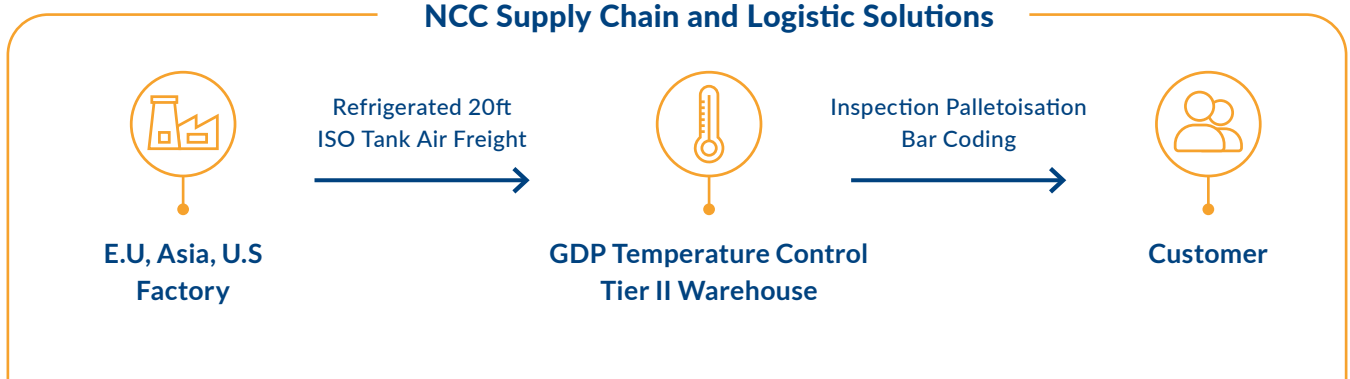 NCC Supply Chain and Logistic Solutions
Refrigerated 20ft
ISO Tank Air Freight
Inspection Palletoisation
Bar Coding
E.U, Asia, U.S
Factory
GDP Temperature Control
Tier II Warehouse
Customer